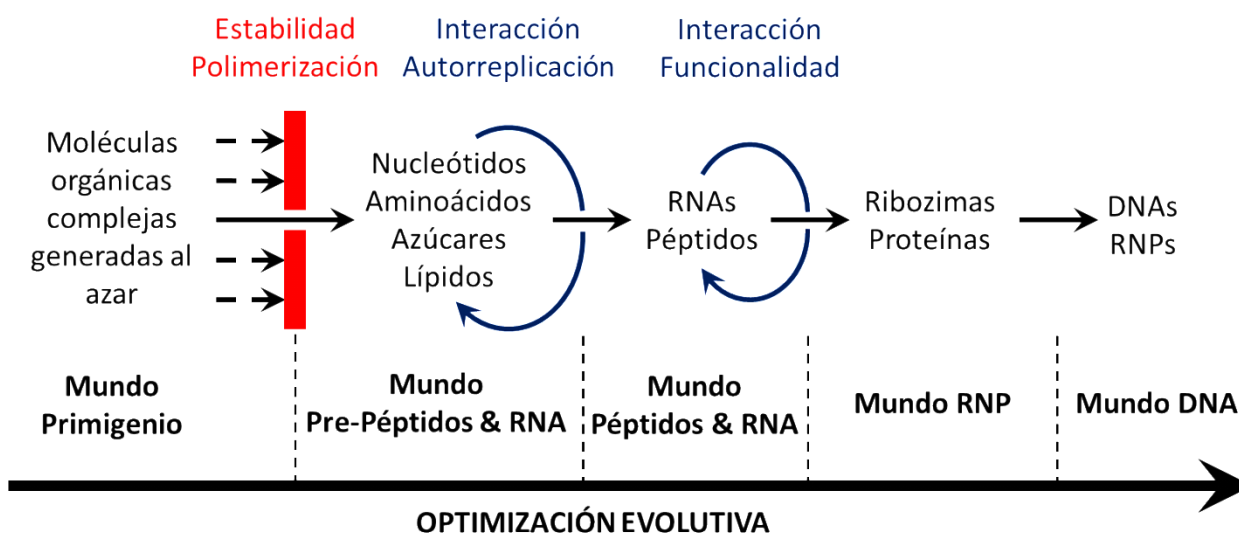 Estabilidad
Polimerización
Interacción
Autorreplicación
Interacción
Funcionalidad
Moléculas
orgánicas
complejas
generadas al
azar
Nucleótidos
Aminoácidos
Azúcares
Lípidos
RNAs
Péptidos
Ribozimas
Proteínas
DNAs
RNPs
Mundo
Primigenio
Mundo
Pre-Péptidos & RNA
Mundo
Péptidos & RNA
Mundo RNP
Mundo DNA
OPTIMIZACIÓN EVOLUTIVA